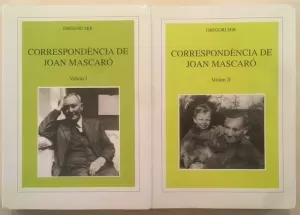 GREGORI MIR
CORRESPONDÈNCIA DE
JOAN MASCARÓ
Volum I
GREGORI MIR
CORRESPONDÈNCIA DE
JOAN MASCARÓ
Volum II